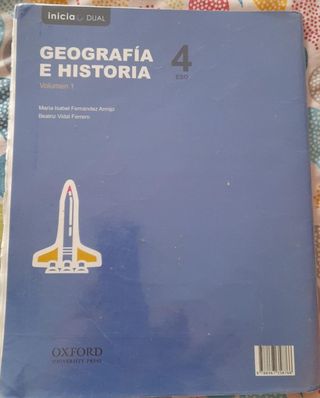 inicia DUAL
GEOGRAFÍA
E HISTORIA
4
ESO
Volumen 1
María Isabel Fernández Arroyo
Beatriz Vidal Ferrero
OXFORD
UNIVERSITY PRESS